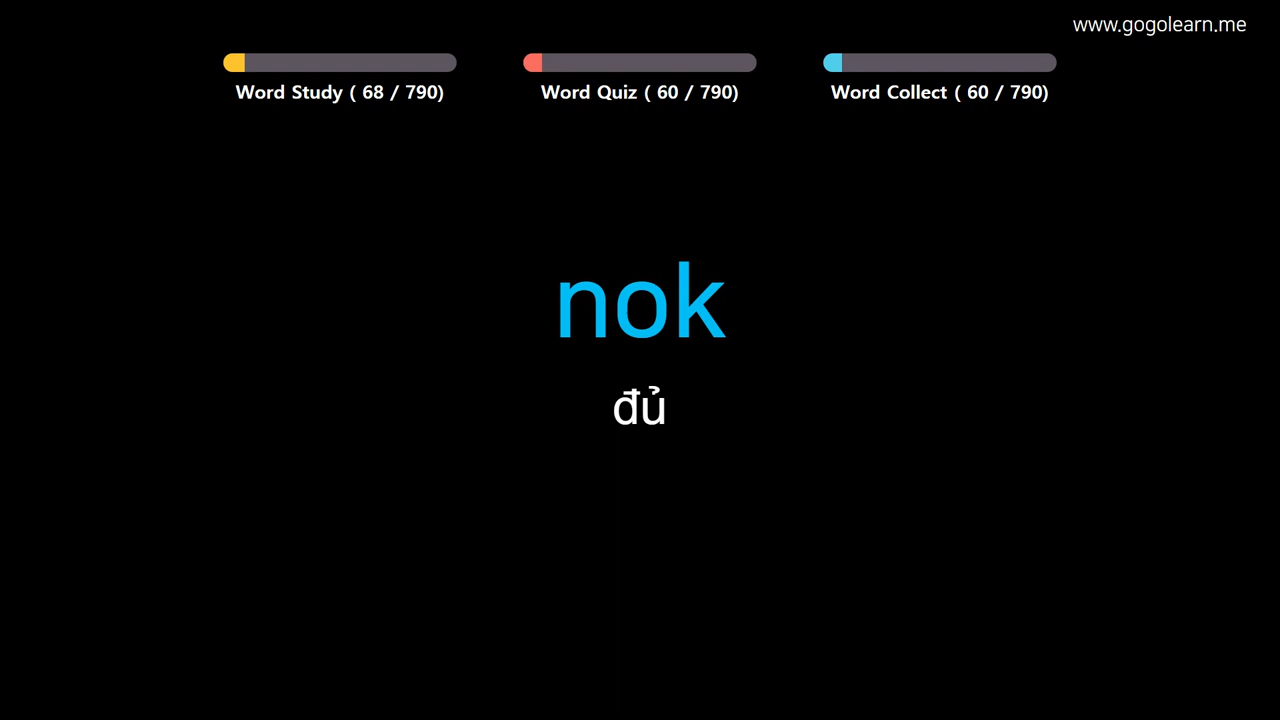 www.gogolearn.me
Word Study ( 68 / 790)
Word Quiz ( 60 / 790)
Word Collect ( 60 / 790)
nok
đủ